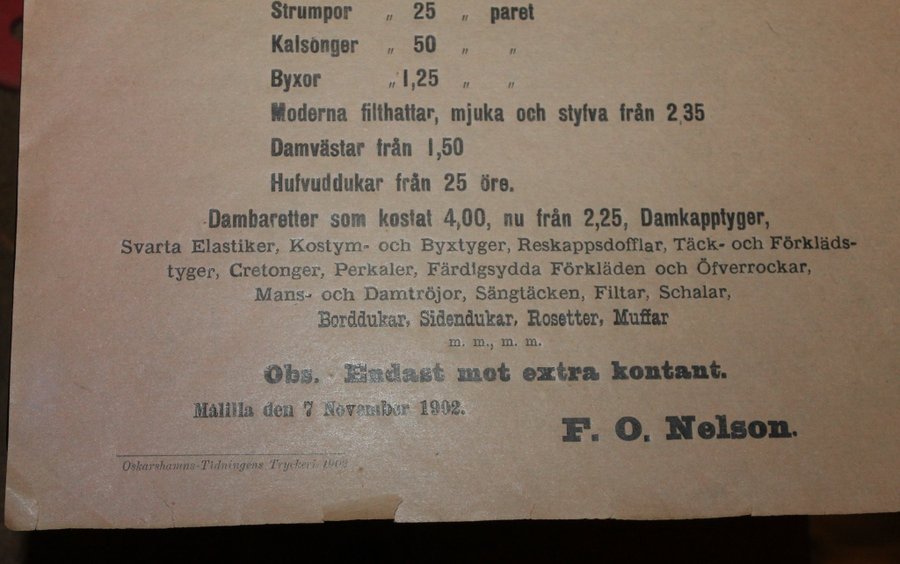 Strumpor „ 25 „ paret
Kalsonger „ 50 „ „
Byxor „ 1,25 „ „
Moderna filthattar, mjuka och styfva från 2,35
Damvästar från 1,50
Hufvuddukar från 25 öre.
Dambaretter som kostat 4,00, nu från 2,25, Damkapptyger,
Svarta Elastiker, Kostym- och Byxtyger, Reskappsdofflar, Täck- och Förkläds-
tyger, Cretonger, Perkaler, Färdigsydda Förkläden och Öfverrockar,
Mans- och Damtröjor, Sängtäcken, Filtar, Schalar,
Borddukar, Sidendukar, Rosetter, Muffar
m. m., m. m.
Obs. Endast mot extra kontant.
Målilla den 7 November 1902.
F. O. Nelson.
Oskarshamns-Tidningens Tryckeri 1902